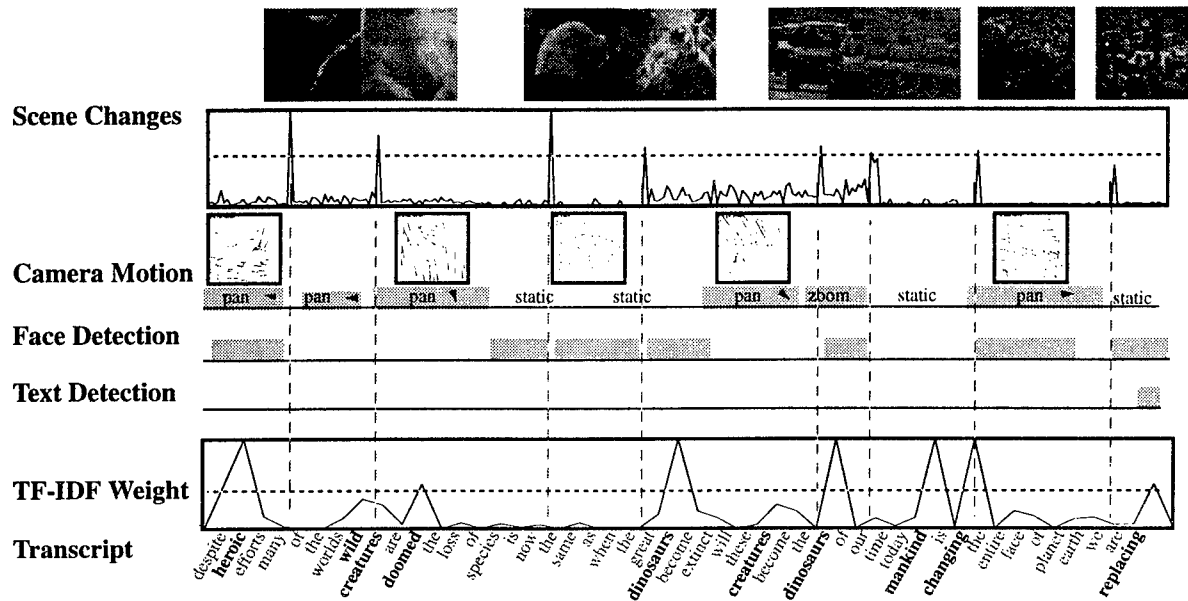 Scene Changes
Camera Motion
pan pan pan static static pan zoom static pan static
Face Detection
Text Detection
TF-IDF Weight
Transcript
despite heroic efforts many of the worlds wild creatures are doomed the loss of species is now the same as when the great dinosaurs become extinct will these creatures become the dinosaurs of our time today mankind is changing the entire face of planet earth we are replacing